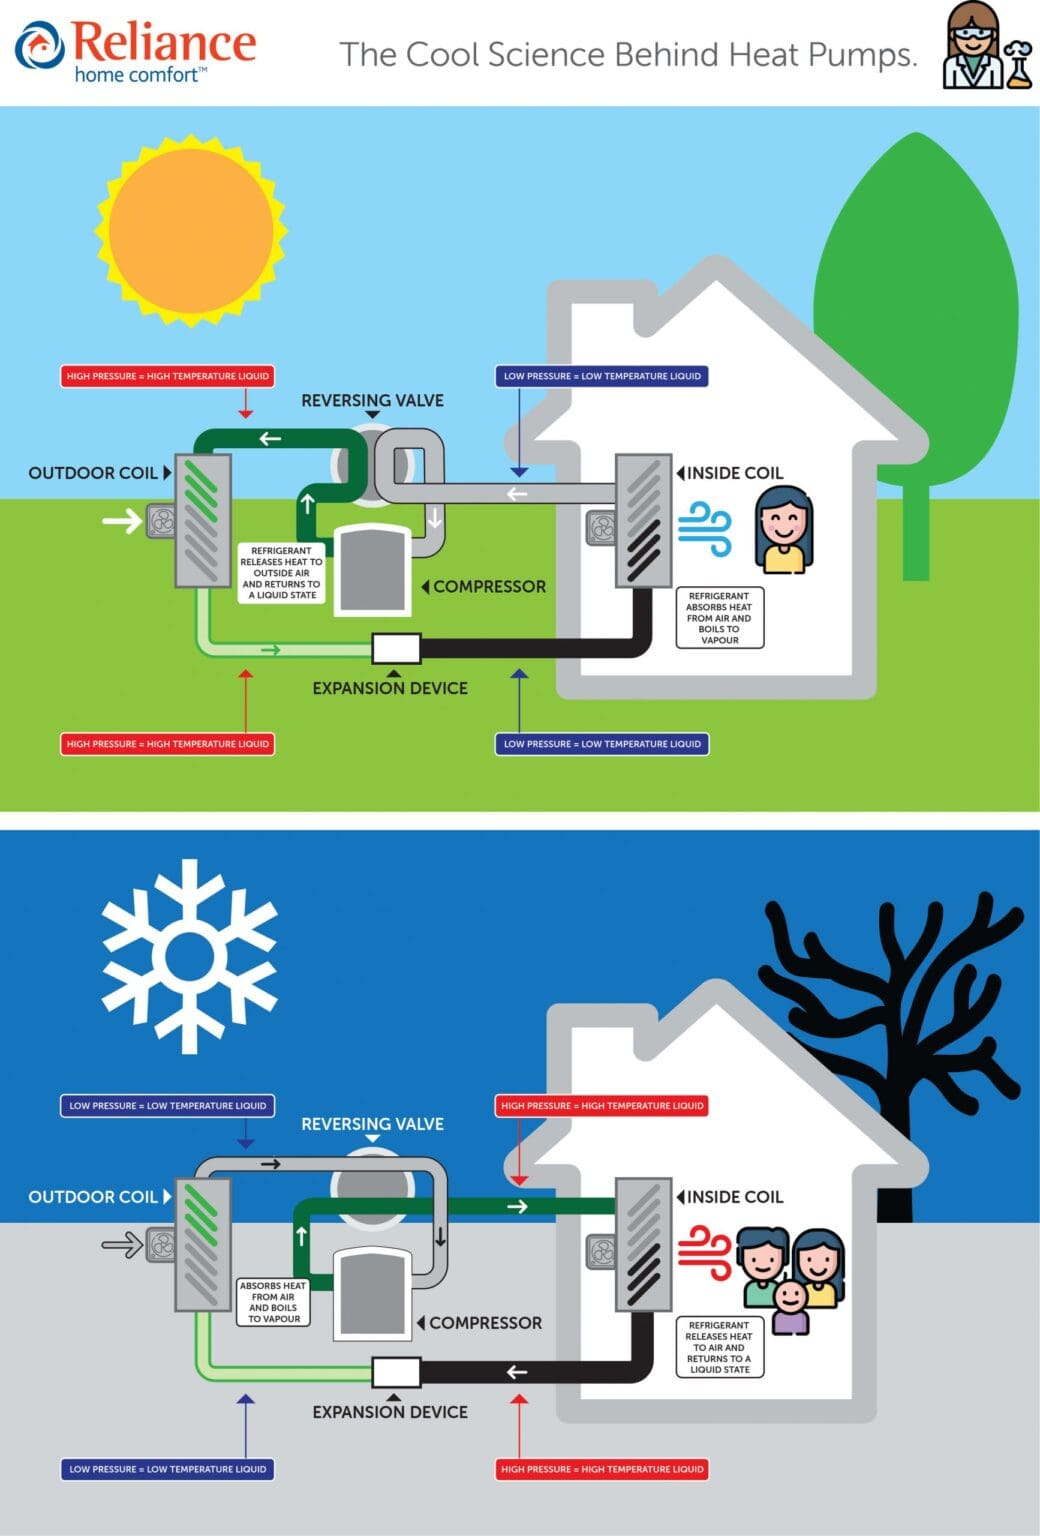 Reliance
home comfort™
The Cool Science Behind Heat Pumps.
HIGH PRESSURE = HIGH TEMPERATURE LIQUID
LOW PRESSURE = LOW TEMPERATURE LIQUID
REVERSING VALVE
OUTDOOR COIL
INSIDE COIL
REFRIGERANT
RELEASES HEAT TO
OUTSIDE AIR
AND RETURNS TO
A LIQUID STATE
COMPRESSOR
REFRIGERANT
ABSORBS HEAT
FROM AIR AND
BOILS TO
VAPOUR
EXPANSION DEVICE
HIGH PRESSURE = HIGH TEMPERATURE LIQUID
LOW PRESSURE = LOW TEMPERATURE LIQUID
LOW PRESSURE = LOW TEMPERATURE LIQUID
HIGH PRESSURE = HIGH TEMPERATURE LIQUID
REVERSING VALVE
OUTDOOR COIL
INSIDE COIL
ABSORBS HEAT
FROM AIR
AND BOILS
TO VAPOUR
COMPRESSOR
REFRIGERANT
RELEASES HEAT
TO AIR AND
RETURNS TO A
LIQUID STATE
EXPANSION DEVICE
LOW PRESSURE = LOW TEMPERATURE LIQUID
HIGH PRESSURE = HIGH TEMPERATURE LIQUID